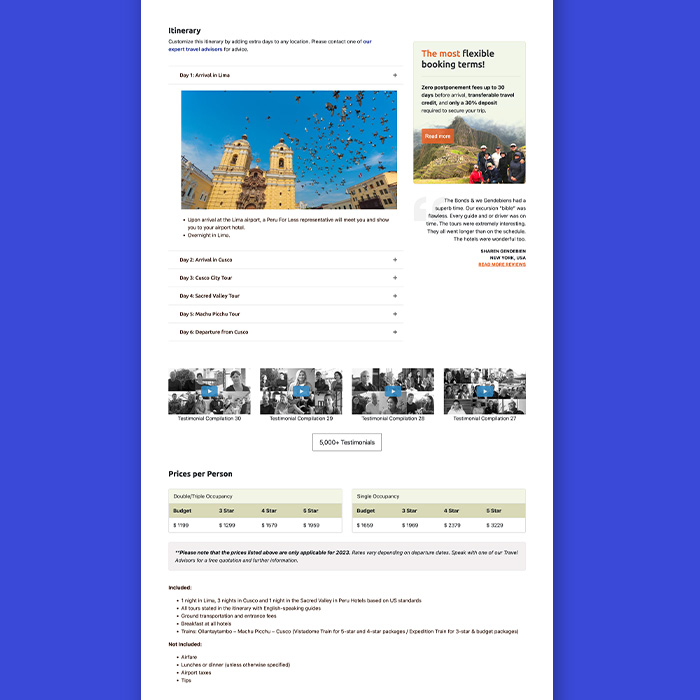 Itinerary
Customize this itinerary by adding extra days to any location. Please contact one of our
expert travel advisors for advice.
Day 1: Arrival in Lima
+
Upon arrival at the Lima airport, a Peru For Less representative will meet you and show
you to your airport hotel.
Overnight in Lima.
Day 2: Arrival in Cusco
+
Day 3: Cusco City Tour
+
Day 4: Sacred Valley Tour
+
Day 5: Machu Picchu Tour
+
Day 6: Departure from Cusco
+
The most flexible
booking terms!
Zero postponement fees up to 30
days before arrival, transferable travel
credit, and only a 30% deposit
required to secure your trip.
Read more
The Bonds & we Gendebiens had a
superb time. Our excursion "bible" was
flawless. Every guide and or driver was on
time. The tours were extremely interesting.
They all went longer than on the schedule.
The hotels were wonderful too.
SHAREN GENDEBIEN
NEW YORK, USA
READ MORE REVIEWS
Testimonial Compilation 30
Testimonial Compilation 29
Testimonial Compilation 28
Testimonial Compilation 27
5,000+ Testimonials
Prices per Person
Double/Triple Occupancy
Budget 3 Star 4 Star 5 Star
$ 1199 $ 1299 $ 1579 $ 1959
Single Occupancy
Budget 3 Star 4 Star 5 Star
$ 1659 $ 1969 $ 2379 $ 3229
**Please note that the prices listed above are only applicable for 2023. Rates vary depending on departure dates. Speak with one of our Travel
Advisors for a free quotation and further information.
Included:
1 night in Lima, 3 nights in Cusco and 1 night in the Sacred Valley in Peru Hotels based on US standards
All tours stated in the itinerary with English-speaking guides
Ground transportation and entrance fees
Breakfast at all hotels
Trains: Ollantaytambo – Machu Picchu – Cusco (Vistadome Train for 5-star and 4-star packages / Expedition Train for 3-star & budget packages)
Not included:
Airfare
Lunches or dinner (unless otherwise specified)
Airport taxes
Tips